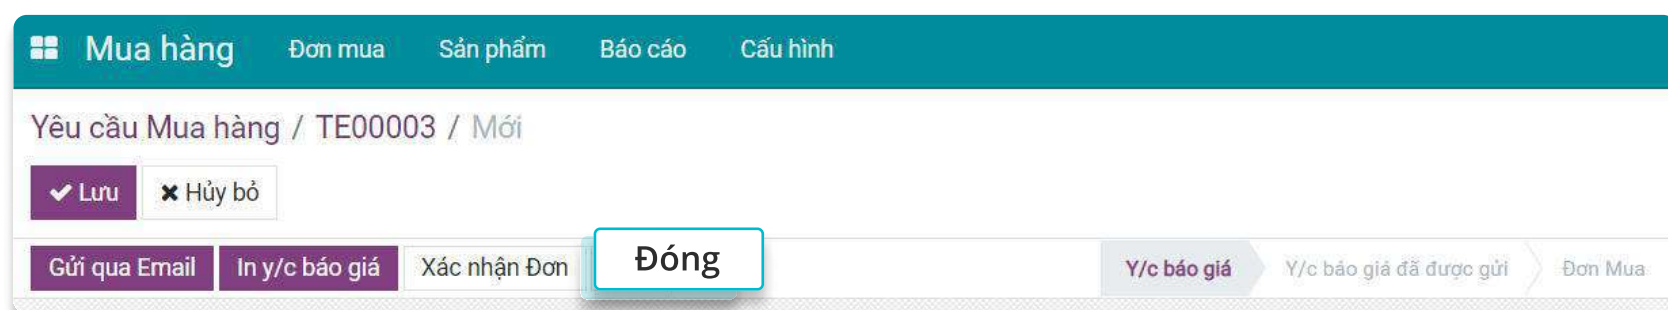 Mua hàng Đơn mua Sản phẩm Báo cáo Cấu hình
Yêu cầu Mua hàng / TE00003 / Mới
Lưu Hủy bỏ
Gửi qua Email In y/c báo giá Xác nhận Đơn Đóng Y/c báo giá Y/c báo giá đã được gửi Đơn Mua